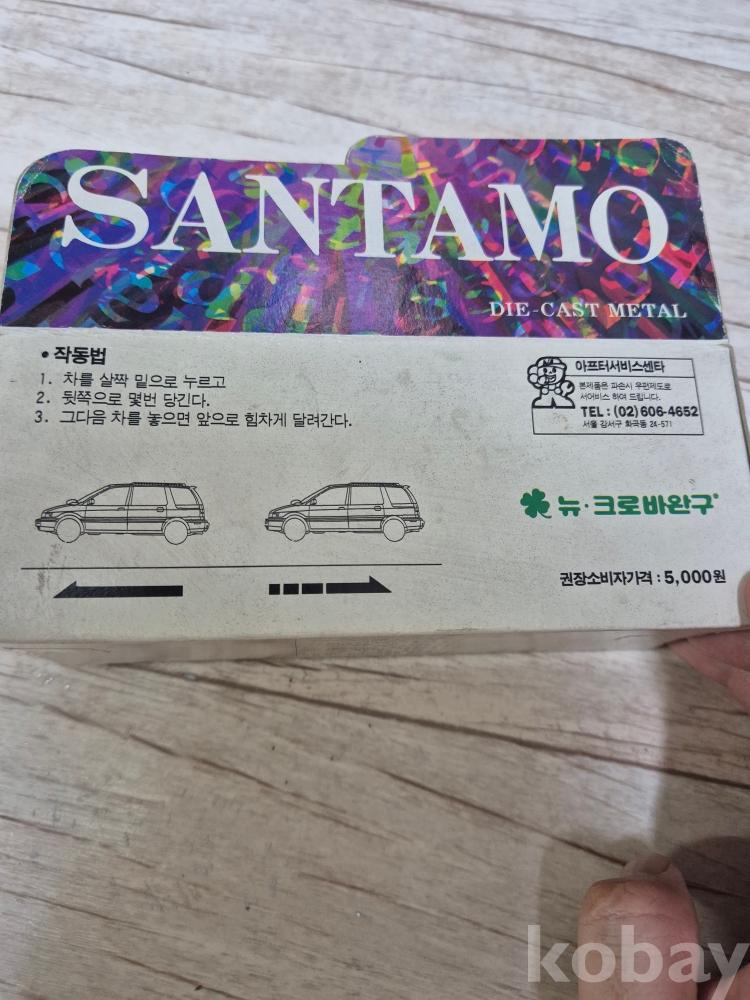 SANTAMO
DIE-CAST METAL
• 작동법
1. 차를 살짝 밑으로 누르고
2. 뒷쪽으로 몇번 당긴다.
3. 그다음 차를 놓으면 앞으로 힘차게 달려간다.
아프터서비스센타
본제품은 파손시 우편제도로
서어비스 하여 드립니다.
TEL : (02) 606-4652
서울 강서구 화곡동 24-571
뉴·크로바완구
권장소비자가격 : 5,000원
kobay